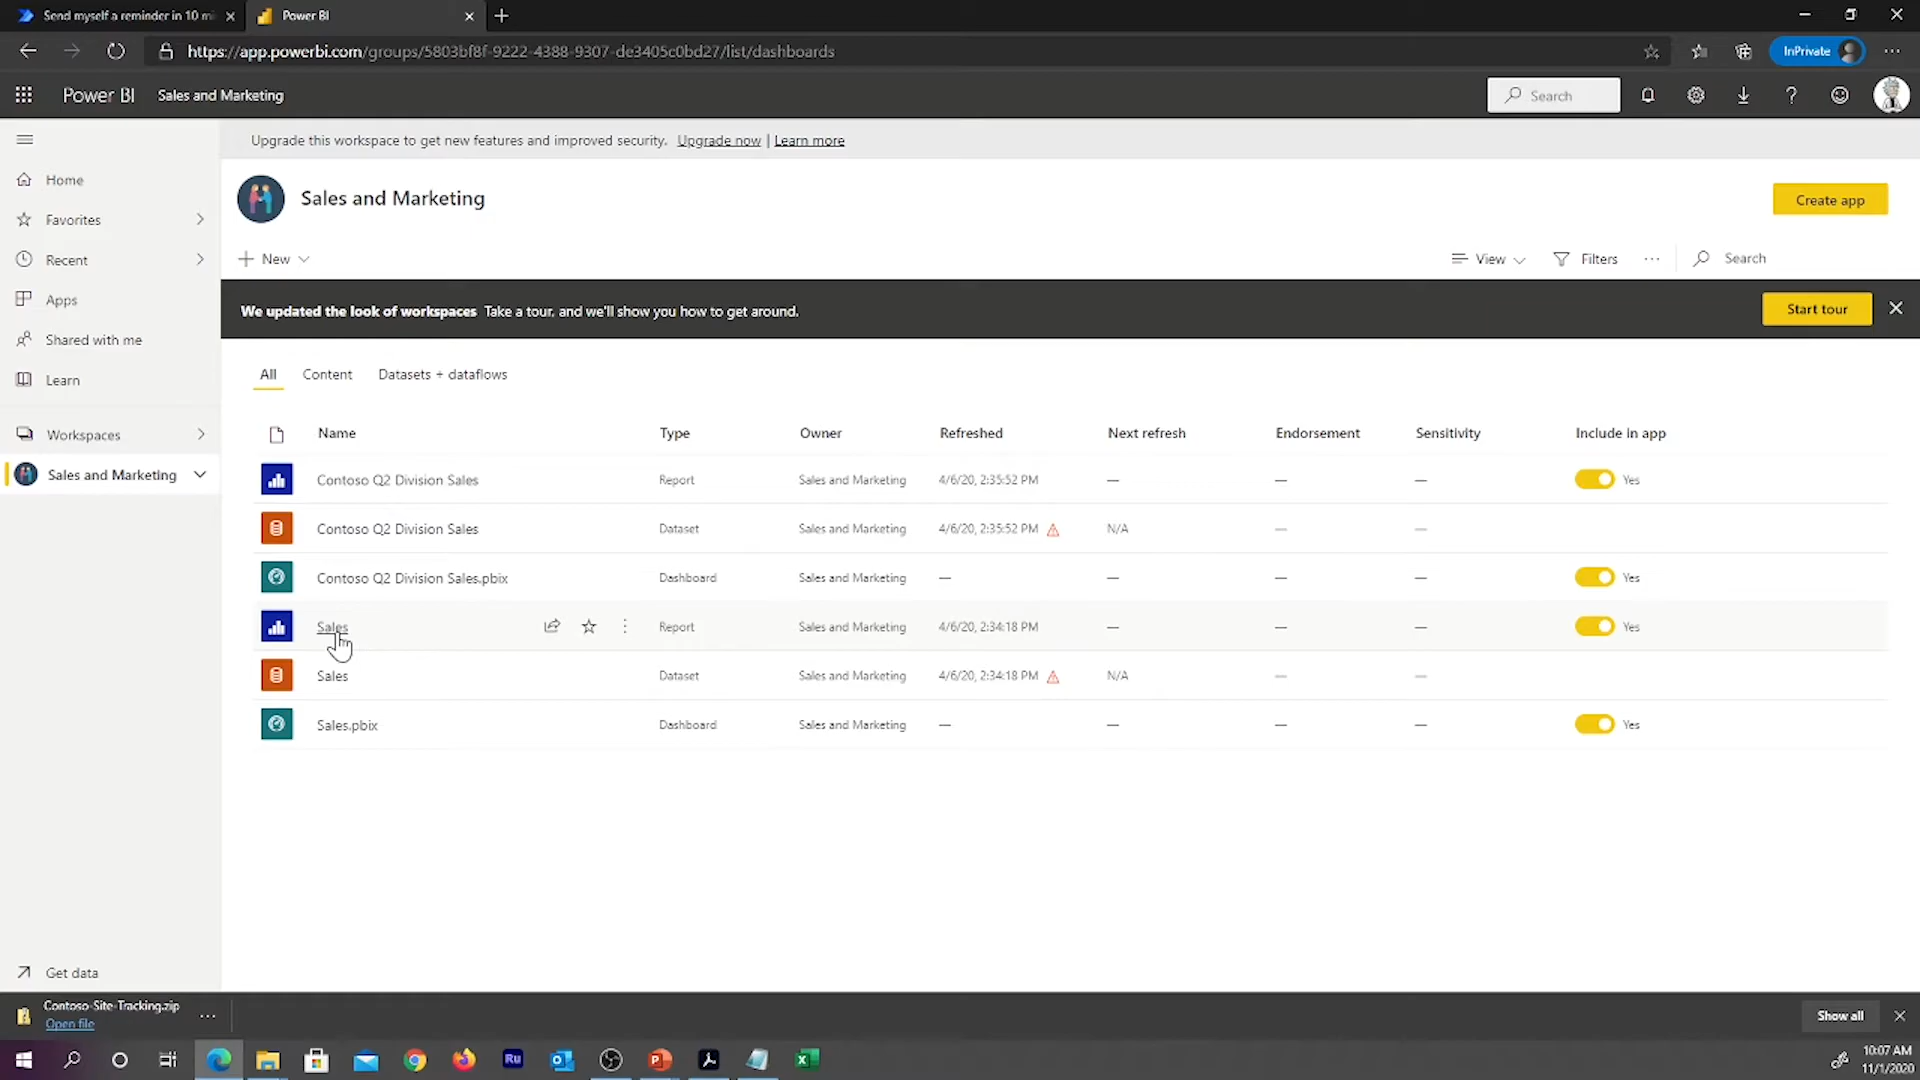 Send myself a reminder in 10 mi
Power BI
https://app.powerbi.com/groups/5803bf8f-9222-4388-9307-de3405c0bd27/list/dashboards
InPrivate
Power BI
Sales and Marketing
Search
Upgrade this workspace to get new features and improved security. Upgrade now | Learn more
Home
Favorites
Recent
Apps
Shared with me
Learn
Workspaces
Sales and Marketing
Get data
Sales and Marketing
Create app
New
View
Filters
Search
We updated the look of workspaces Take a tour, and we'll show you how to get around.
Start tour
All Content Datasets + dataflows
Name Type Owner Refreshed Next refresh Endorsement Sensitivity Include in app
Contoso Q2 Division Sales Report Sales and Marketing 4/6/20, 2:35:52 PM — — — Yes
Contoso Q2 Division Sales Dataset Sales and Marketing 4/6/20, 2:35:52 PM N/A — —
Contoso Q2 Division Sales.pbix Dashboard Sales and Marketing — — — — Yes
Sales Report Sales and Marketing 4/6/20, 2:34:18 PM — — — Yes
Sales Dataset Sales and Marketing 4/6/20, 2:34:18 PM N/A — —
Sales.pbix Dashboard Sales and Marketing — — — — Yes
Contoso-Site-Tracking.zip
Open file
Show all
Ru
10:07 AM
11/1/2020